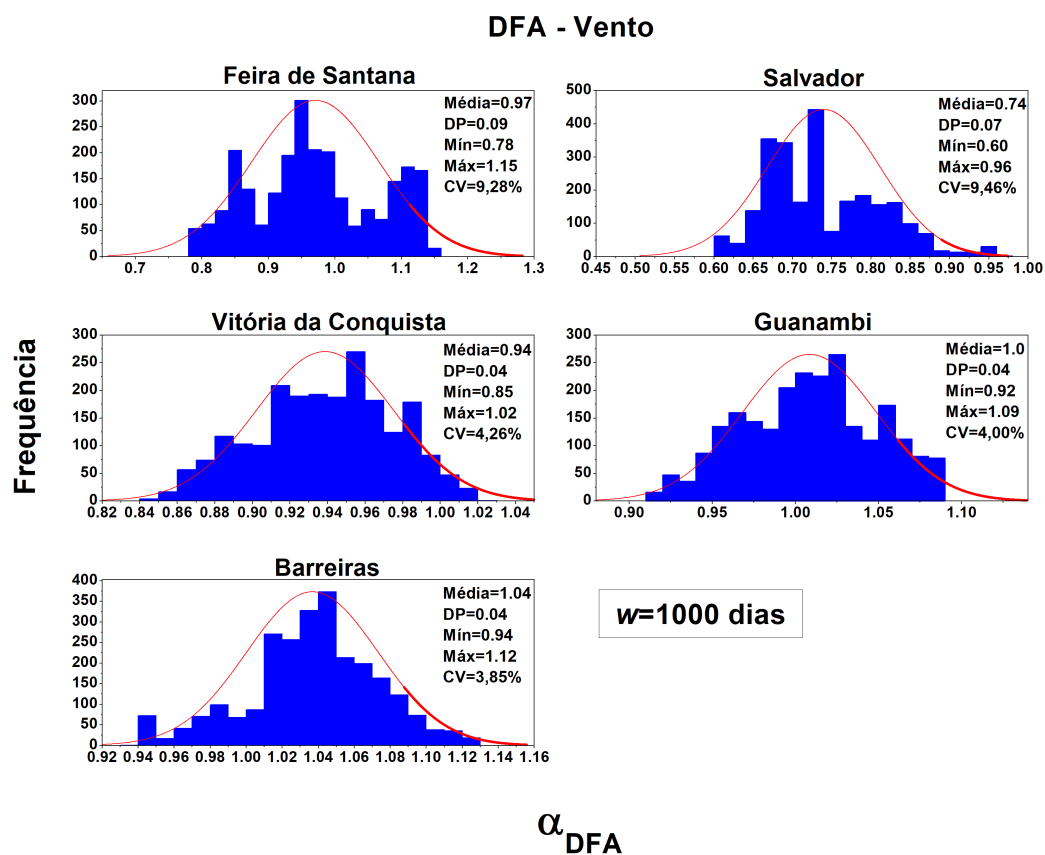 DFA - Vento
Feira de Santana
Média=0.97
DP=0.09
Mín=0.78
Máx=1.15
CV=9,28%
300
250
200
150
100
50
0
0.7 0.8 0.9 1.0 1.1 1.2 1.3
Salvador
Média=0.74
DP=0.07
Mín=0.60
Máx=0.96
CV=9,46%
500
400
300
200
100
0
0.45 0.50 0.55 0.60 0.65 0.70 0.75 0.80 0.85 0.90 0.95 1.00
Frequência
Vitória da Conquista
Média=0.94
DP=0.04
Mín=0.85
Máx=1.02
CV=4,26%
300
250
200
150
100
50
0
0.82 0.84 0.86 0.88 0.90 0.92 0.94 0.96 0.98 1.00 1.02 1.04
Guanambi
Média=1.0
DP=0.04
Mín=0.92
Máx=1.09
CV=4,00%
300
250
200
150
100
50
0
0.90 0.95 1.00 1.05 1.10
Barreiras
Média=1.04
DP=0.04
Mín=0.94
Máx=1.12
CV=3,85%
400
350
300
250
200
150
100
50
0
0.92 0.94 0.96 0.98 1.00 1.02 1.04 1.06 1.08 1.10 1.12 1.14 1.16
w=1000 dias
α DFA